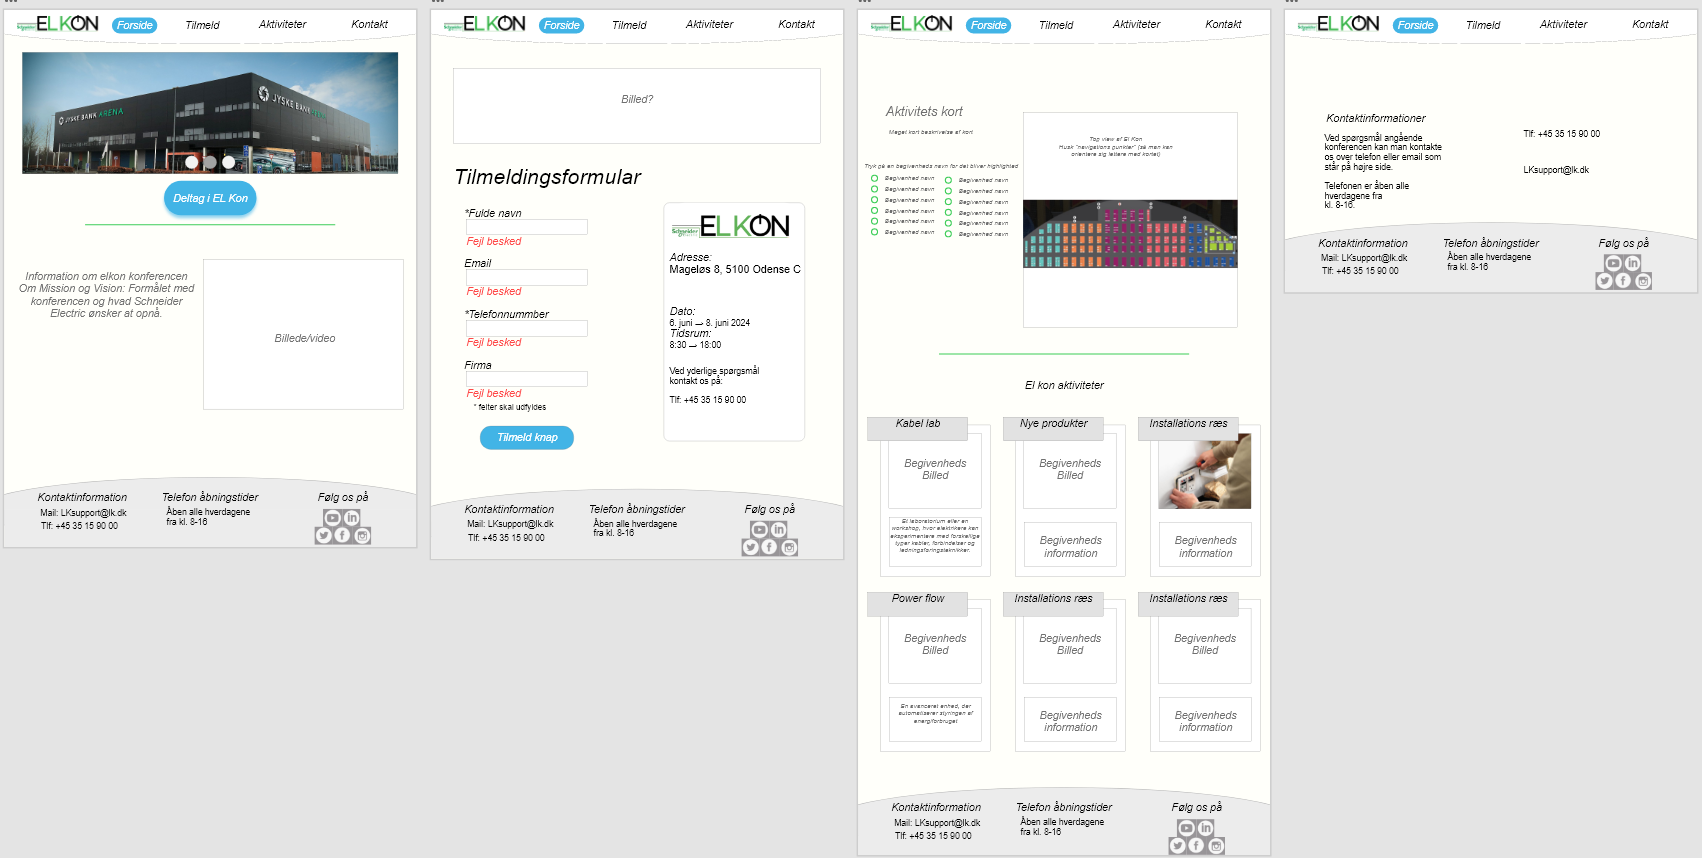 Schneider
ELKON
Forside
Tilmeld
Aktiviteter
Kontakt
JYSKE BANK ARENA
JYSKE BANK ARENA
Deltag i EL Kon
Information om elkon konferencen
Om Mission og Vision: Formålet med
konferencen og hvad Schneider
Electric ønsker at opnå.
Billede/video
Kontaktinformation
Mail: LKsupport@lk.dk
Tlf: +45 35 15 90 00
Telefon åbningstider
Åben alle hverdagene
fra kl. 8-16
Følg os på
Schneider
ELKON
Forside
Tilmeld
Aktiviteter
Kontakt
Billed?
Tilmeldingsformular
*Fulde navn
Fejl besked
Email
Fejl besked
*Telefonnummber
Fejl besked
Firma
Fejl besked
* felter skal udfyldes
Tilmeld knap
Schneider
ELKON
Adresse:
Mageløs 8, 5100 Odense C
Dato:
6. juni — 8. juni 2024
Tidsrum:
8:30 — 18:00
Ved yderlige spørgsmål
kontakt os på:
Tlf: +45 35 15 90 00
Kontaktinformation
Mail: LKsupport@lk.dk
Tlf: +45 35 15 90 00
Telefon åbningstider
Åben alle hverdagene
fra kl. 8-16
Følg os på
Schneider
ELKON
Forside
Tilmeld
Aktiviteter
Kontakt
Aktivitets kort
Meget kort beskrivelse af kort
Tryk på en begivenheds navn for det bliver highlighted
Begivenhed navn
Begivenhed navn
Begivenhed navn
Begivenhed navn
Begivenhed navn
Begivenhed navn
Begivenhed navn
Begivenhed navn
Begivenhed navn
Begivenhed navn
Begivenhed navn
Begivenhed navn
Top view af El Kon
Husk "navigations punkter" (så man kan
orientere sig lettere med kortet)
El kon aktiviteter
Kabel lab
Begivenheds
Billed
Et laboratorium eller en
workshop, hvor elektrikere kan
eksperimentere med forskellige
typer kabler, forbindelser og
ledningsføringsteknikker.
Nye produkter
Begivenheds
Billed
Begivenheds
information
Installations ræs
Begivenheds
information
Power flow
Begivenheds
Billed
En avanceret enhed, der
automatiserer styringen af
energiforbruget
Installations ræs
Begivenheds
Billed
Begivenheds
information
Installations ræs
Begivenheds
Billed
Begivenheds
information
Kontaktinformation
Mail: LKsupport@lk.dk
Tlf: +45 35 15 90 00
Telefon åbningstider
Åben alle hverdagene
fra kl. 8-16
Følg os på
Schneider
ELKON
Forside
Tilmeld
Aktiviteter
Kontakt
Kontaktinformationer
Ved spørgsmål angående
konferencen kan man kontakte
os over telefon eller email som
står på højre side.
Telefonen er åben alle
hverdagene fra
kl. 8-16.
Tlf: +45 35 15 90 00
LKsupport@lk.dk
Kontaktinformation
Mail: LKsupport@lk.dk
Tlf: +45 35 15 90 00
Telefon åbningstider
Åben alle hverdagene
fra kl. 8-16
Følg os på